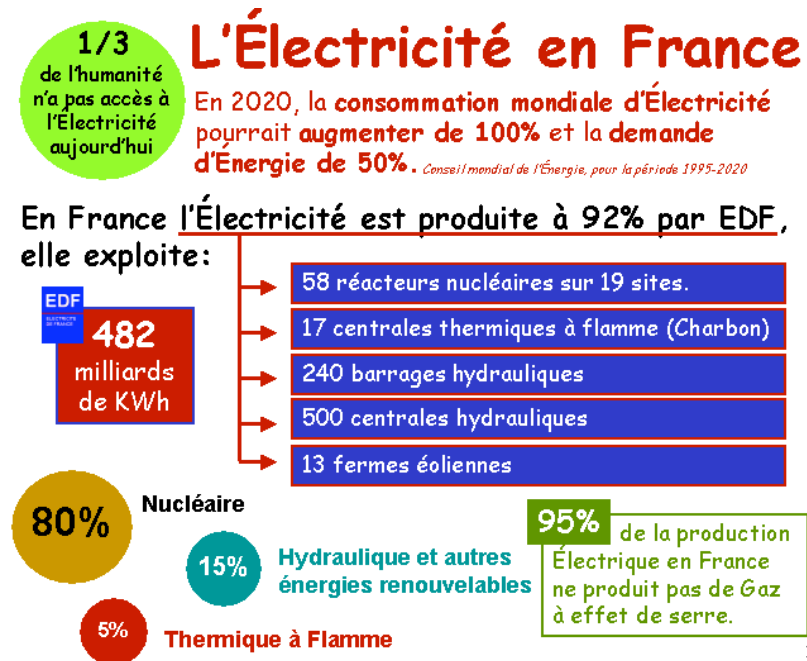 1/3
de l'humanité
n'a pas accès à
l'Électricité
aujourd'hui
L'Électricité en France
En 2020, la consommation mondiale d'Électricité
pourrait augmenter de 100% et la demande
d'Énergie de 50%. Conseil mondial de l'Énergie, pour la période 1995-2020
En France l'Électricité est produite à 92% par EDF,
elle exploite:
EDF
ELECTRICITE
DE FRANCE
482
milliards
de KWh
58 réacteurs nucléaires sur 19 sites.
17 centrales thermiques à flamme (Charbon)
240 barrages hydrauliques
500 centrales hydrauliques
13 fermes éoliennes
80%
Nucléaire
15%
Hydraulique et autres
énergies renouvelables
5%
Thermique à Flamme
95% de la production
Électrique en France
ne produit pas de Gaz
à effet de serre.